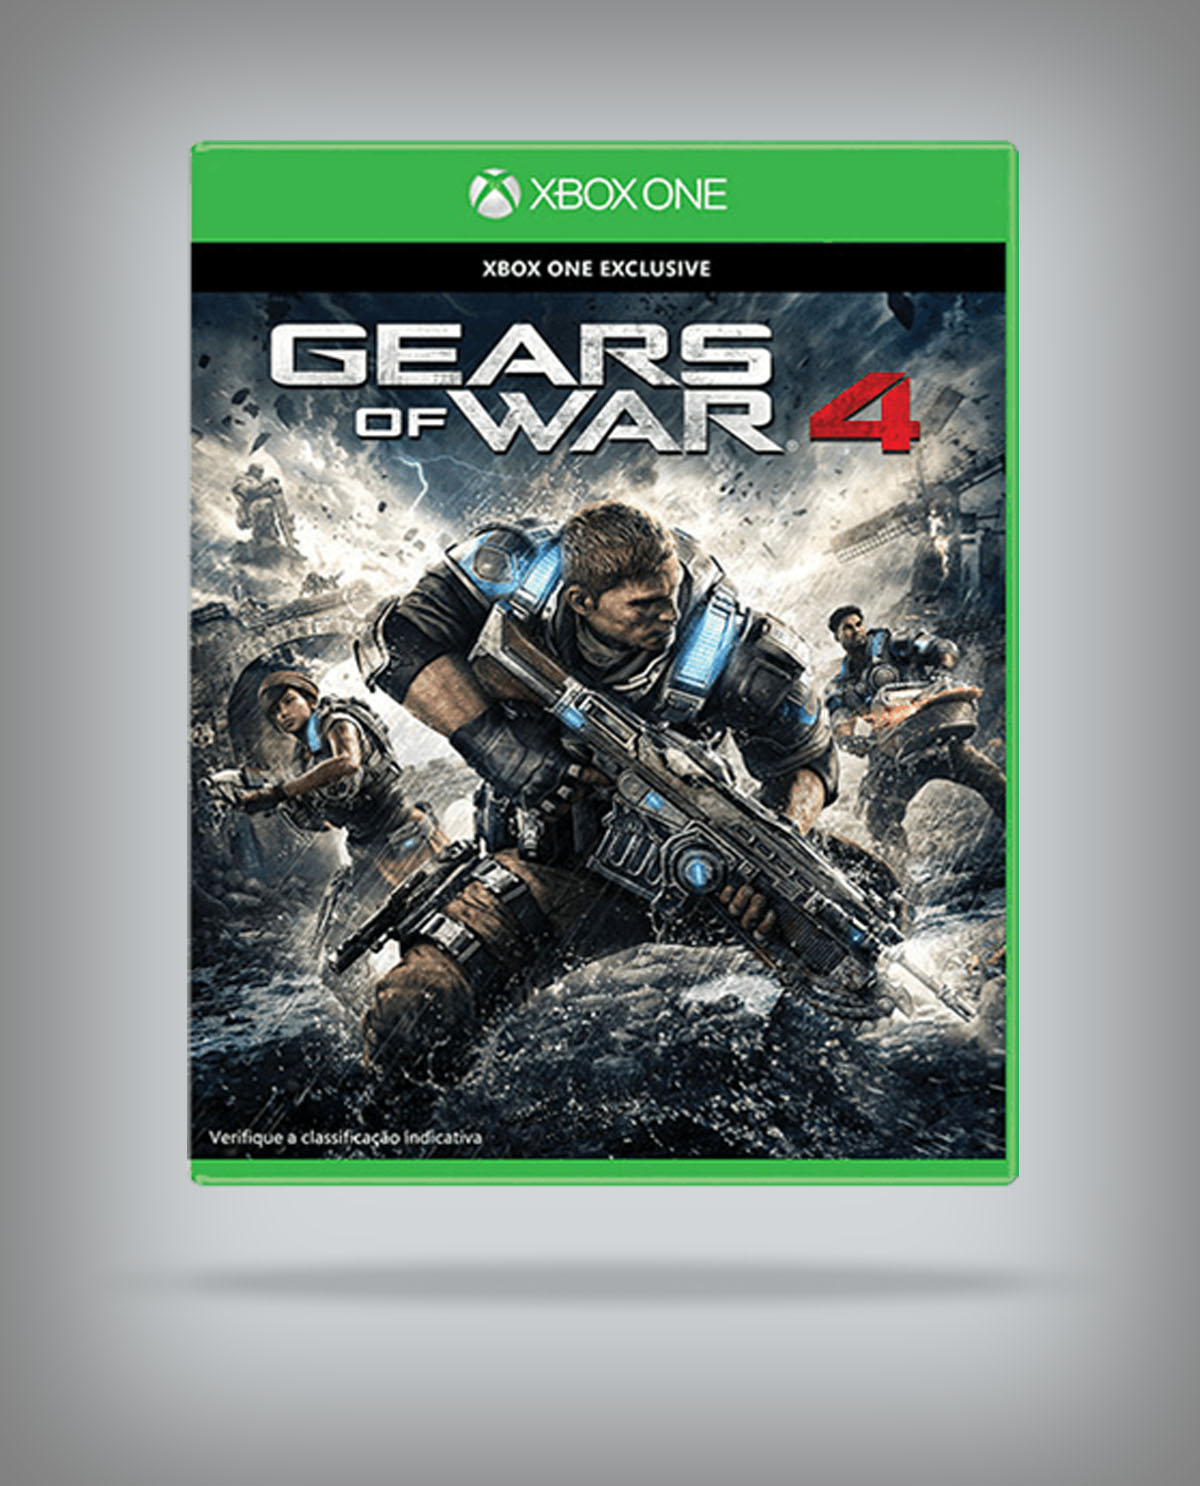 XBOX ONE
XBOX ONE EXCLUSIVE
GEARS
OF WAR® 4
Verifique a classificação indicativa